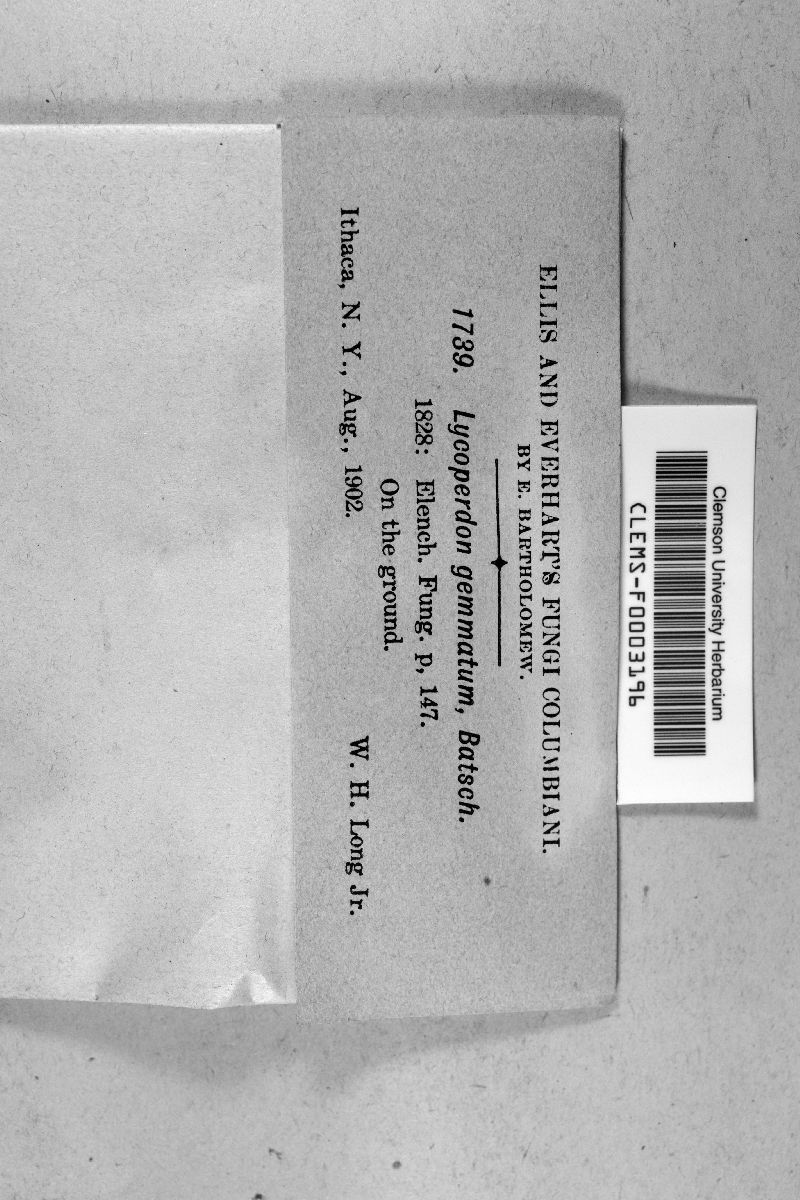 Clemson University Herbarium
CLEMS-F0003196
ELLIS AND EVERHART'S FUNGI COLUMBIANI.
BY E. BARTHOLOMEW.
1739. Lycoperdon gemmatum, Batsch.
1828: Elench. Fung. p, 147.
On the ground.
Ithaca, N. Y., Aug., 1902. W. H. Long Jr.